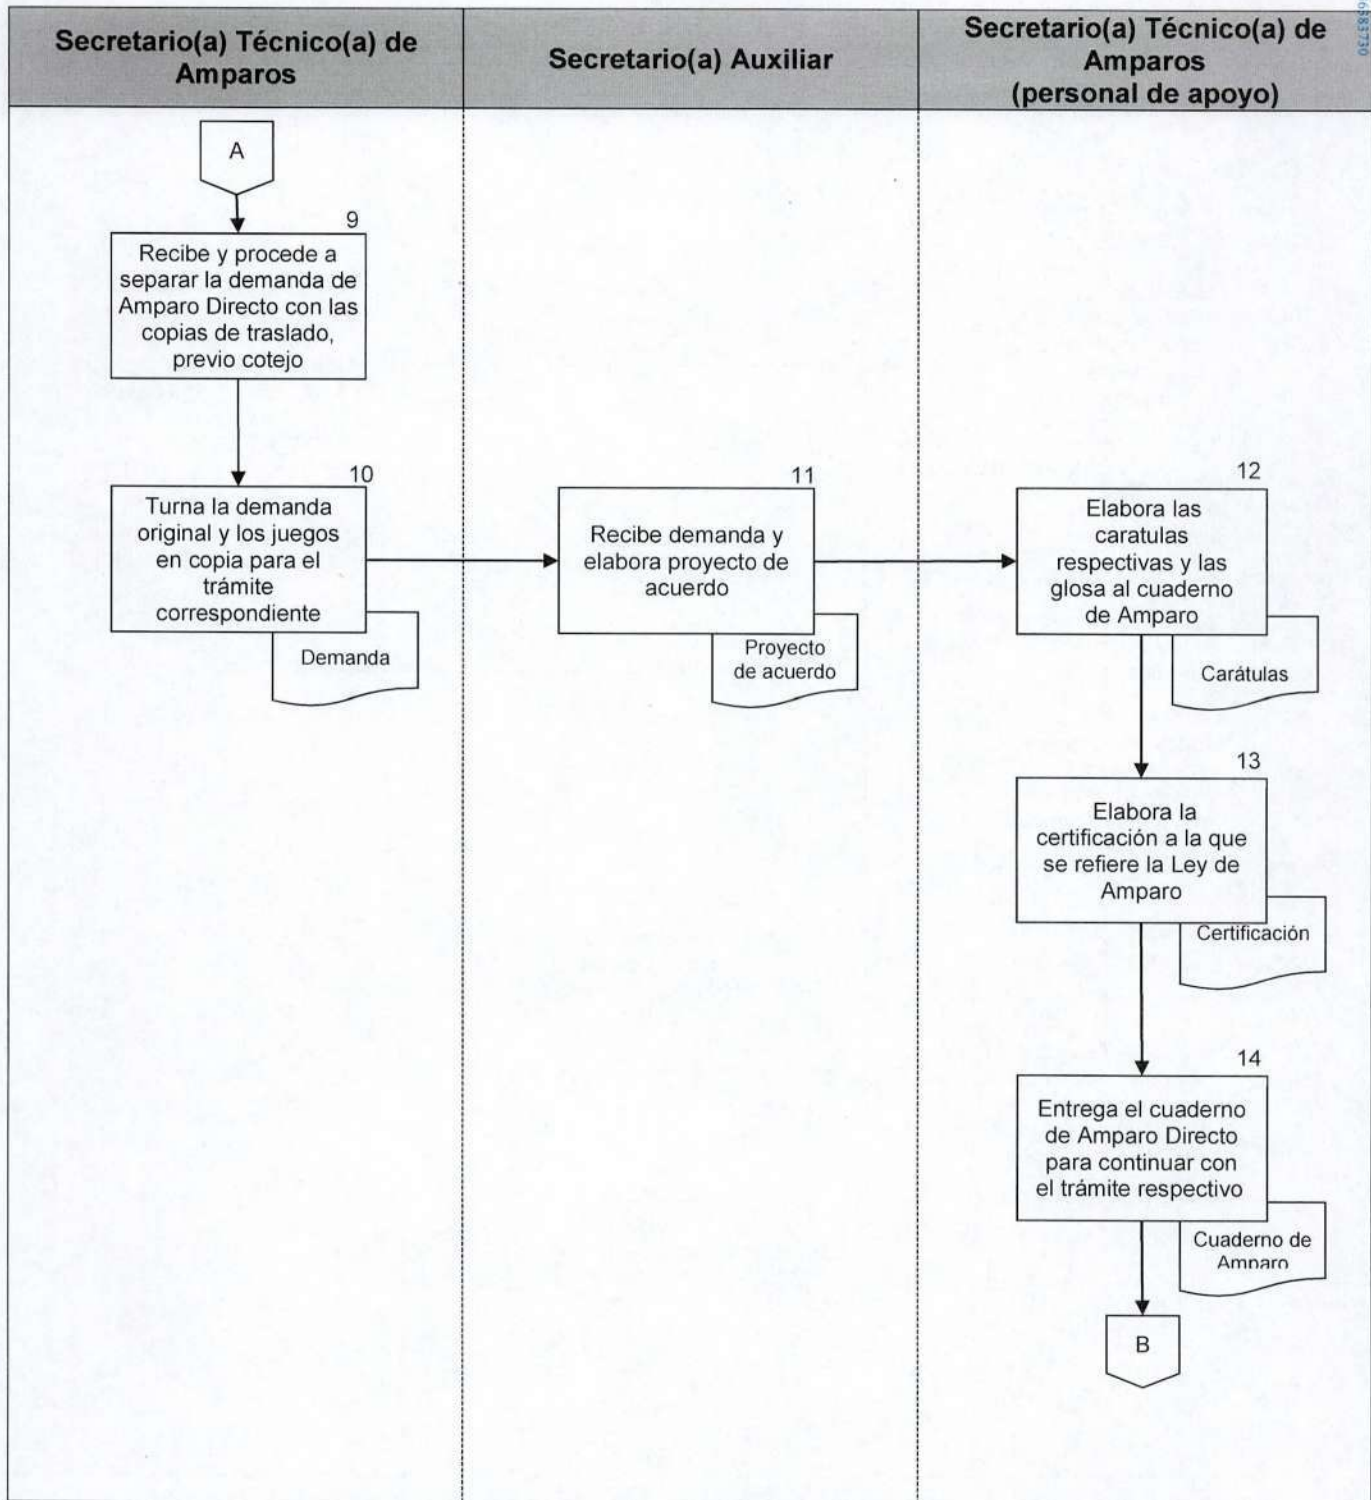 Secretario(a) Técnico(a) de
Amparos
Secretario(a) Auxiliar
Secretario(a) Técnico(a) de
Amparos
(personal de apoyo)
A
9
Recibe y procede a
separar la demanda de
Amparo Directo con las
copias de traslado,
previo cotejo
10
Turna la demanda
original y los juegos
en copia para el
trámite
correspondiente
Demanda
11
Recibe demanda y
elabora proyecto de
acuerdo
Proyecto
de acuerdo
12
Elabora las
caratulas
respectivas y las
glosa al cuaderno
de Amparo
Carátulas
13
Elabora la
certificación a la que
se refiere la Ley de
Amparo
Certificación
14
Entrega el cuaderno
de Amparo Directo
para continuar con
el trámite respectivo
Cuaderno de
Amparo
B